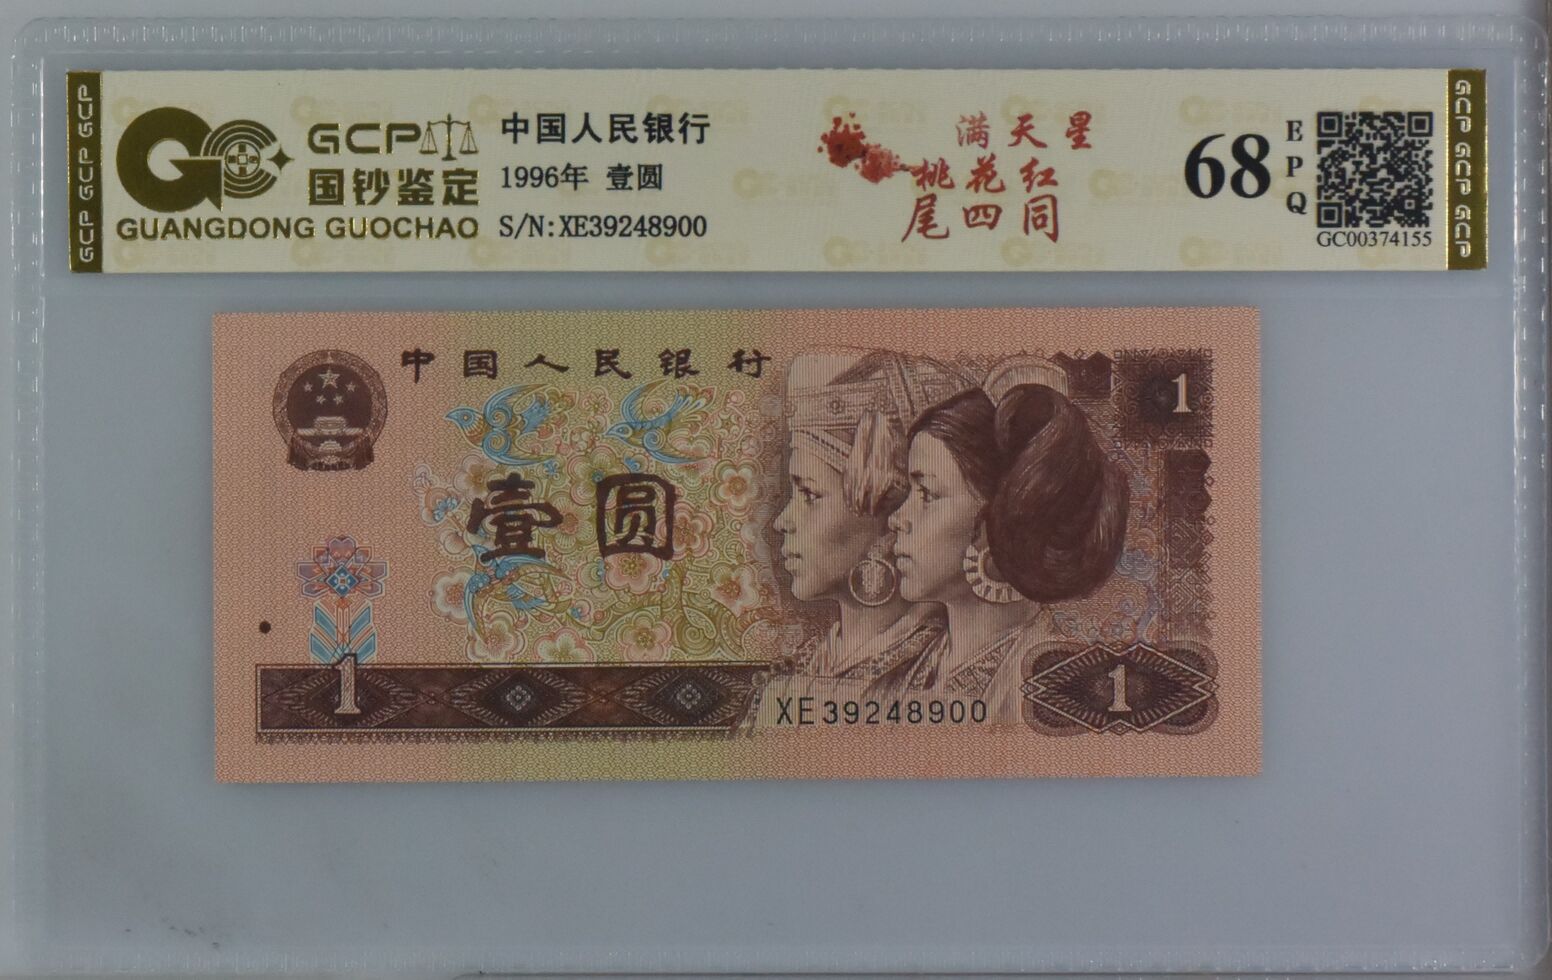 GCP GCP GCP
GCP
国钞鉴定
GUANGDONG GUOCHAO
中国人民银行
1996年 壹圆
S/N:XE39248900
满天星
桃花红
尾四同
68
EPQ
GC00374155
GCP GCP GCP
中国人民银行
1
壹圆
1
XE39248900
1